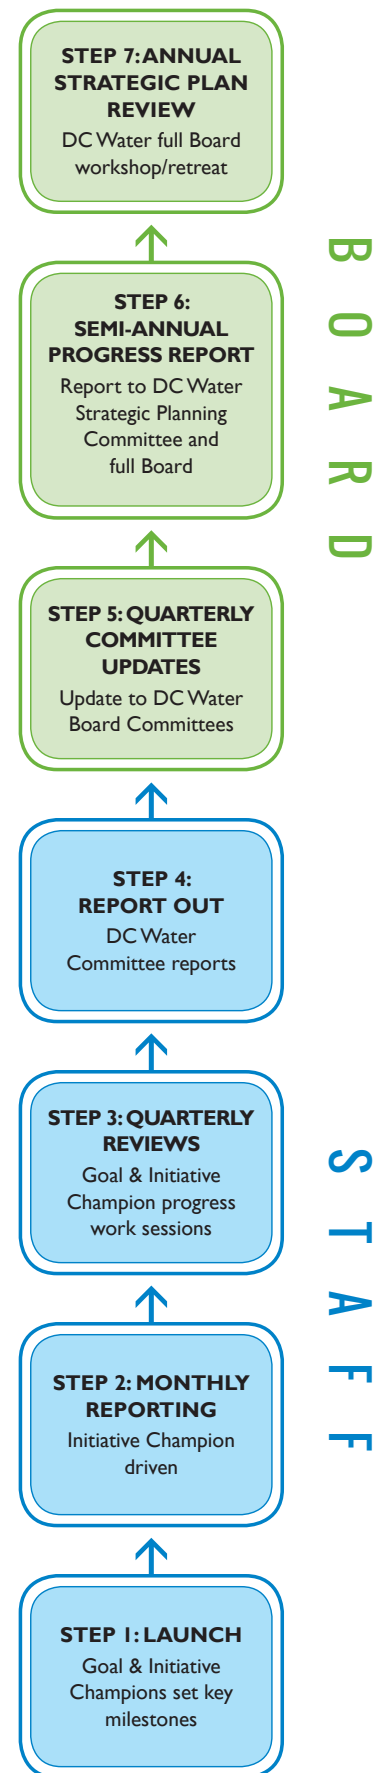 STEP 7: ANNUAL
STRATEGIC PLAN
REVIEW
DC Water full Board
workshop/retreat
STEP 6:
SEMI-ANNUAL
PROGRESS REPORT
Report to DC Water
Strategic Planning
Committee and
full Board
STEP 5: QUARTERLY
COMMITTEE
UPDATES
Update to DC Water
Board Committees
BOARD
STEP 4:
REPORT OUT
DC Water
Committee reports
STEP 3: QUARTERLY
REVIEWS
Goal & Initiative
Champion progress
work sessions
STEP 2: MONTHLY
REPORTING
Initiative Champion
driven
STEP 1: LAUNCH
Goal & Initiative
Champions set key
milestones
STAFF